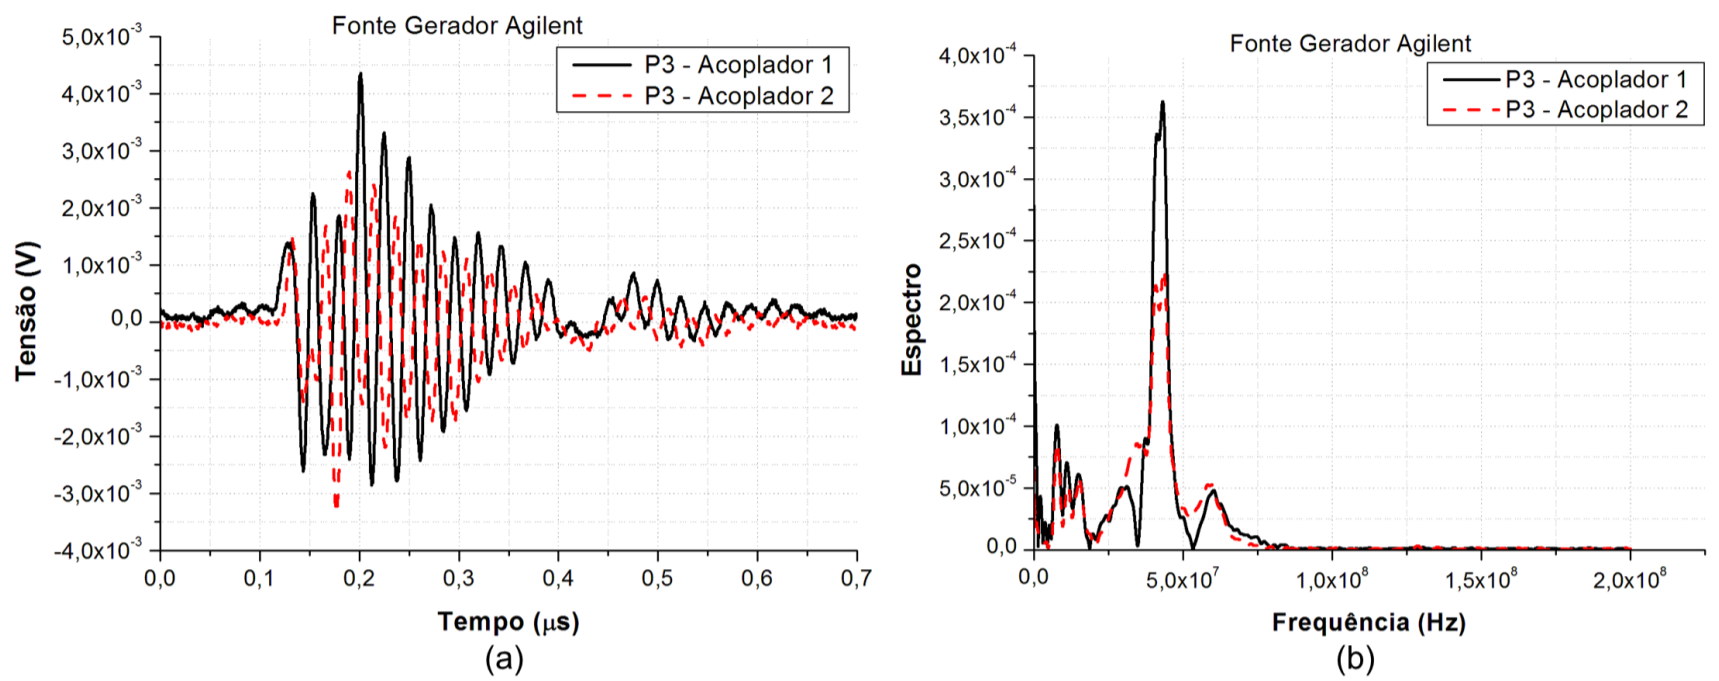 Fonte Gerador Agilent
P3 - Acoplador 1
P3 - Acoplador 2
5,0x10⁻³
4,0x10⁻³
3,0x10⁻³
2,0x10⁻³
1,0x10⁻³
0,0
-1,0x10⁻³
-2,0x10⁻³
-3,0x10⁻³
-4,0x10⁻³
Tensão (V)
0,0 0,1 0,2 0,3 0,4 0,5 0,6 0,7
Tempo (μs)
(a)
Fonte Gerador Agilent
P3 - Acoplador 1
P3 - Acoplador 2
4,0x10⁻⁴
3,5x10⁻⁴
3,0x10⁻⁴
2,5x10⁻⁴
2,0x10⁻⁴
1,5x10⁻⁴
1,0x10⁻⁴
5,0x10⁻⁵
0,0
Espectro
0,0 5,0x10⁷ 1,0x10⁸ 1,5x10⁸ 2,0x10⁸
Frequência (Hz)
(b)